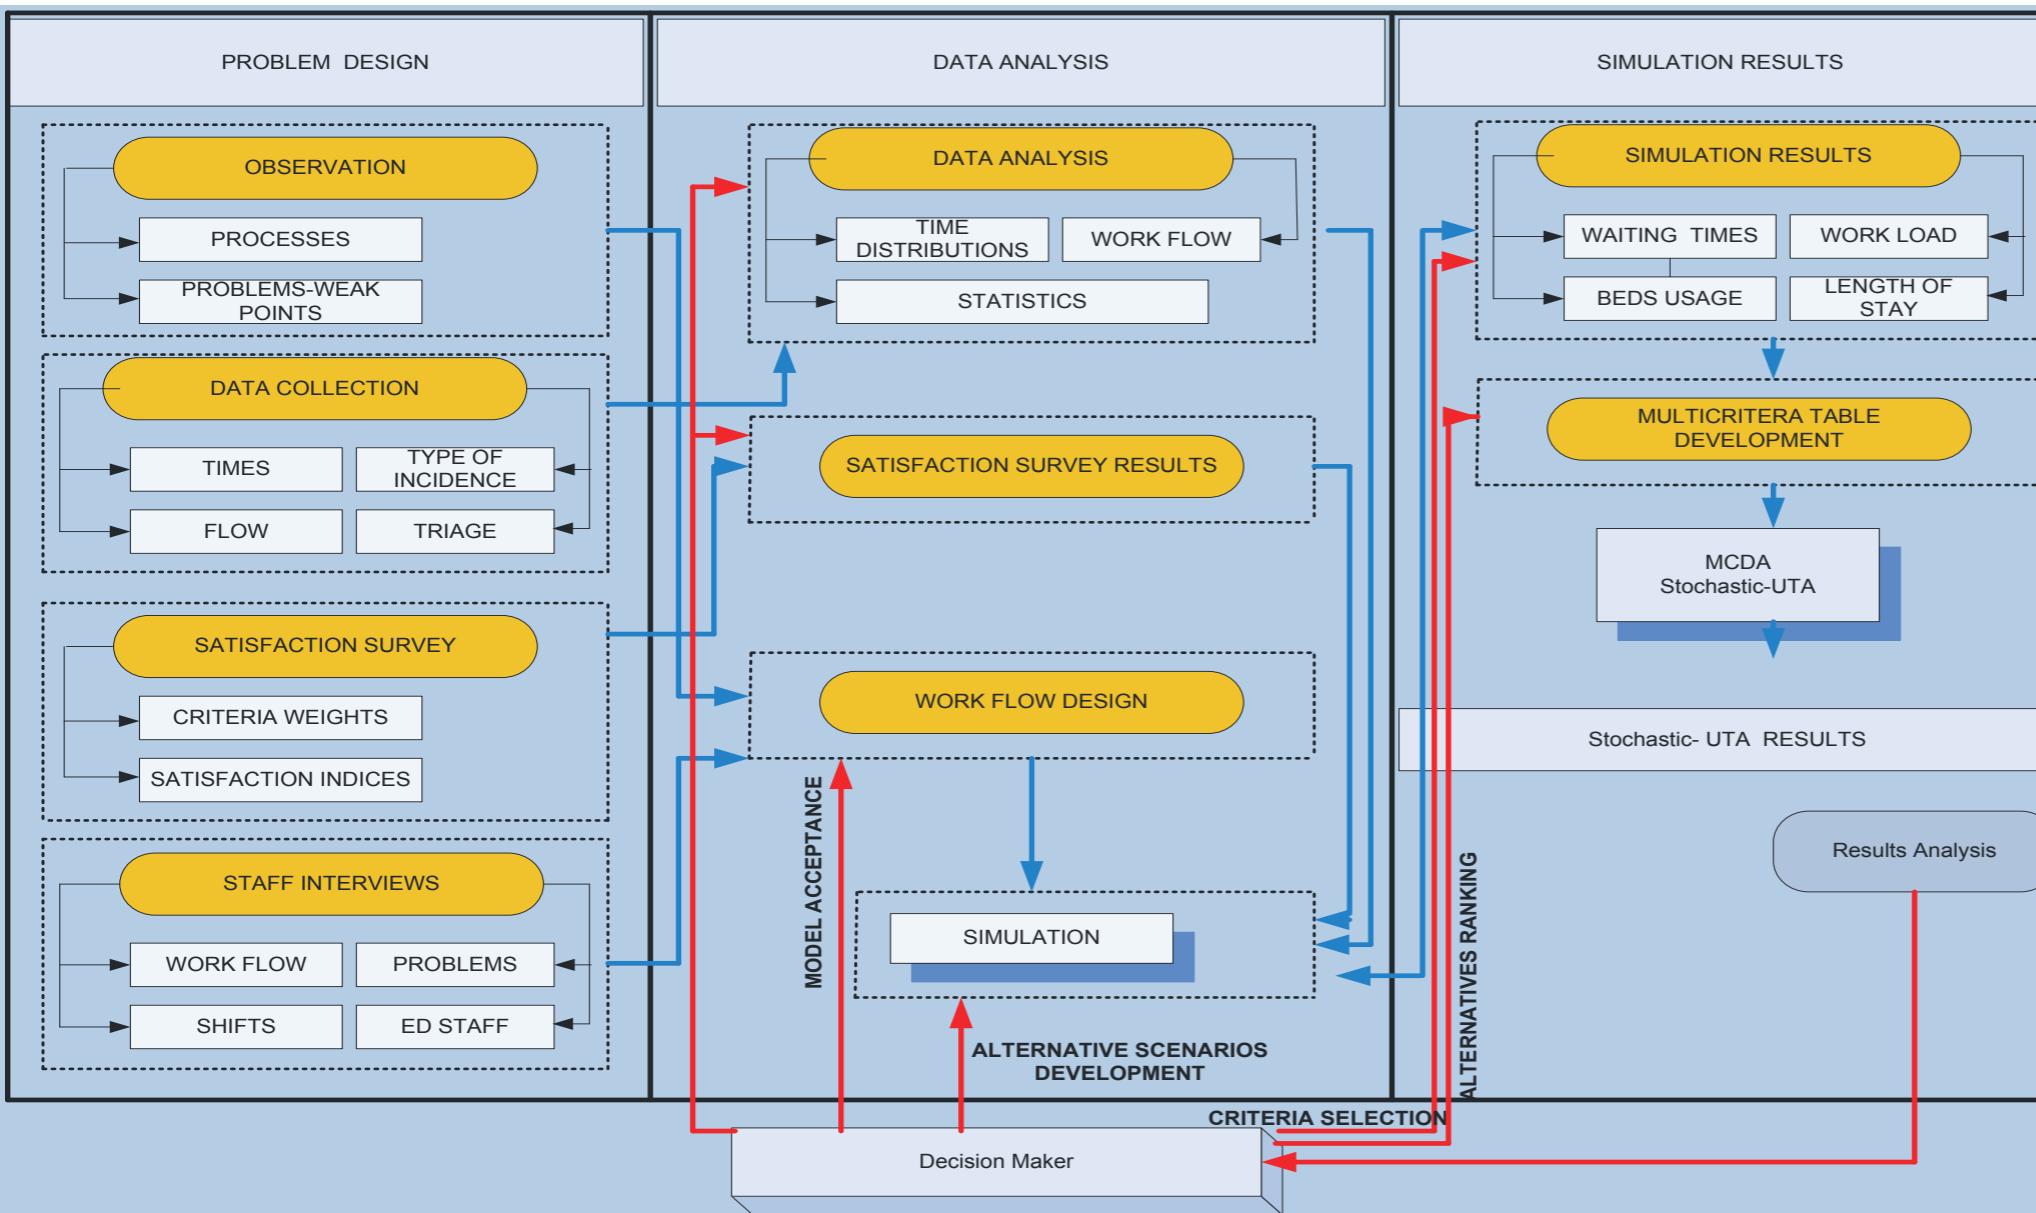 PROBLEM DESIGN
OBSERVATION
PROCESSES
PROBLEMS-WEAK
POINTS
DATA COLLECTION
TIMES
TYPE OF
INCIDENCE
FLOW
TRIAGE
SATISFACTION SURVEY
CRITERIA WEIGHTS
SATISFACTION INDICES
STAFF INTERVIEWS
WORK FLOW
PROBLEMS
SHIFTS
ED STAFF
DATA ANALYSIS
DATA ANALYSIS
TIME
DISTRIBUTIONS
WORK FLOW
STATISTICS
SATISFACTION SURVEY RESULTS
WORK FLOW DESIGN
MODEL ACCEPTANCE
SIMULATION
ALTERNATIVE SCENARIOS
DEVELOPMENT
SIMULATION RESULTS
SIMULATION RESULTS
WAITING TIMES
WORK LOAD
BEDS USAGE
LENGTH OF
STAY
MULTICRITERA TABLE
DEVELOPMENT
MCDA
Stochastic-UTA
Stochastic- UTA RESULTS
Results Analysis
ALTERNATIVES RANKING
CRITERIA SELECTION
Decision Maker